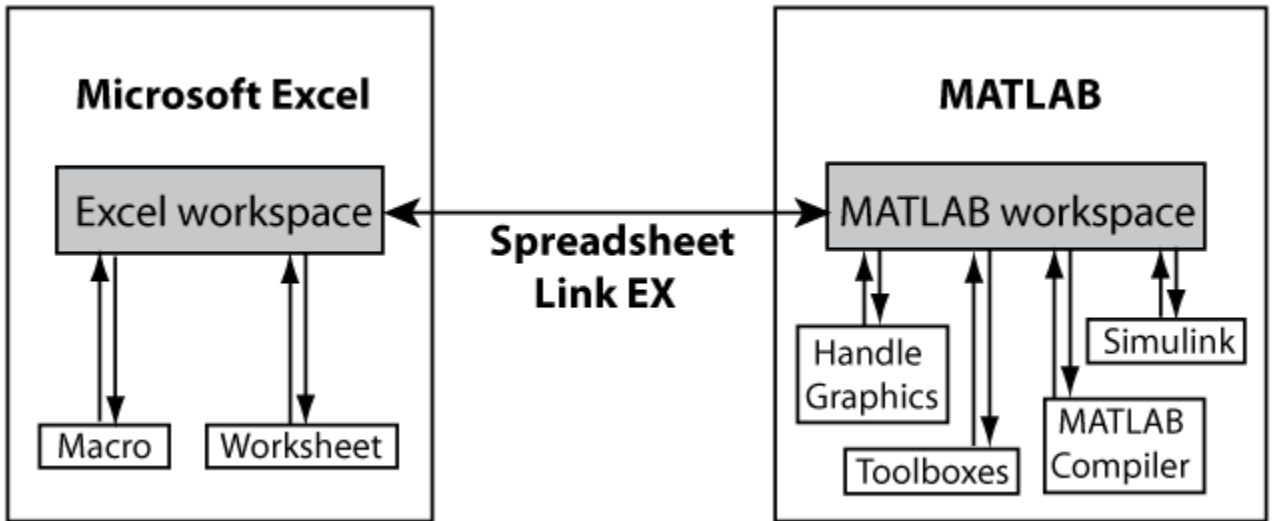 Microsoft Excel
MATLAB
Excel workspace
MATLAB workspace
Spreadsheet
Link EX
Handle
Graphics
Simulink
Macro
Worksheet
Toolboxes
MATLAB
Compiler